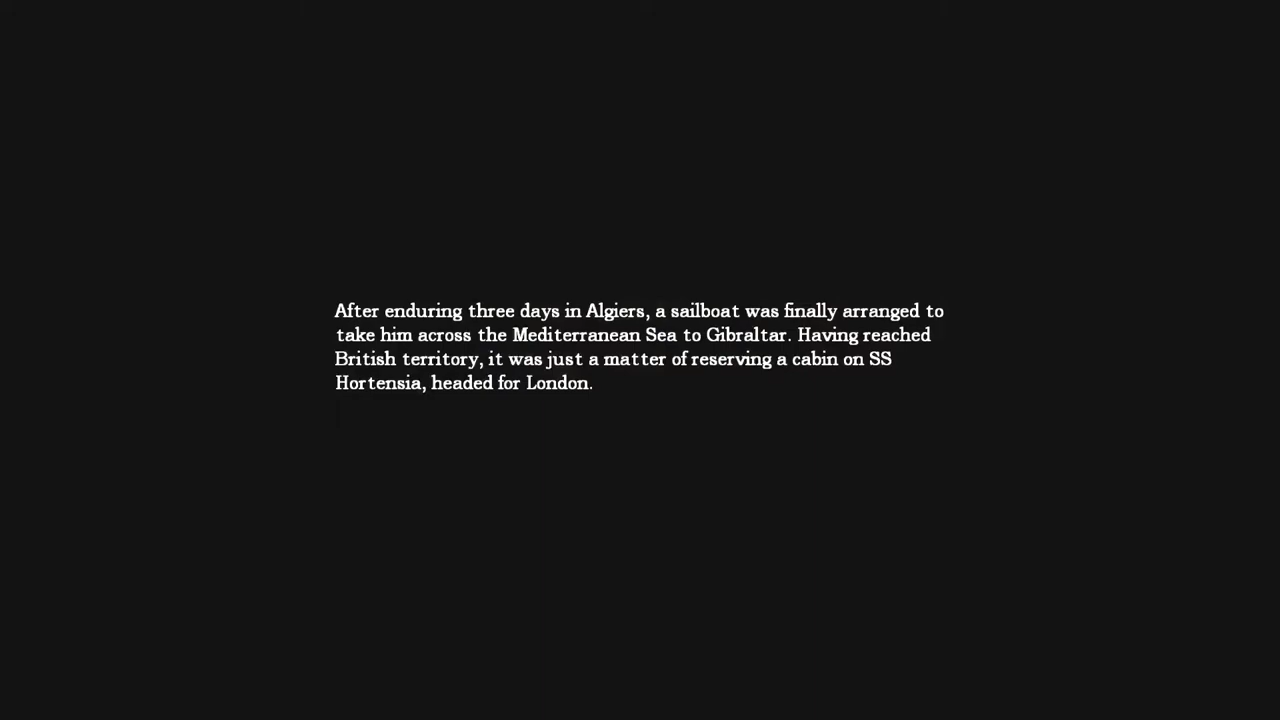 After enduring three days in Algiers, a sailboat was finally arranged to
take him across the Mediterranean Sea to Gibraltar. Having reached
British territory, it was just a matter of reserving a cabin on SS
Hortensia, headed for London.